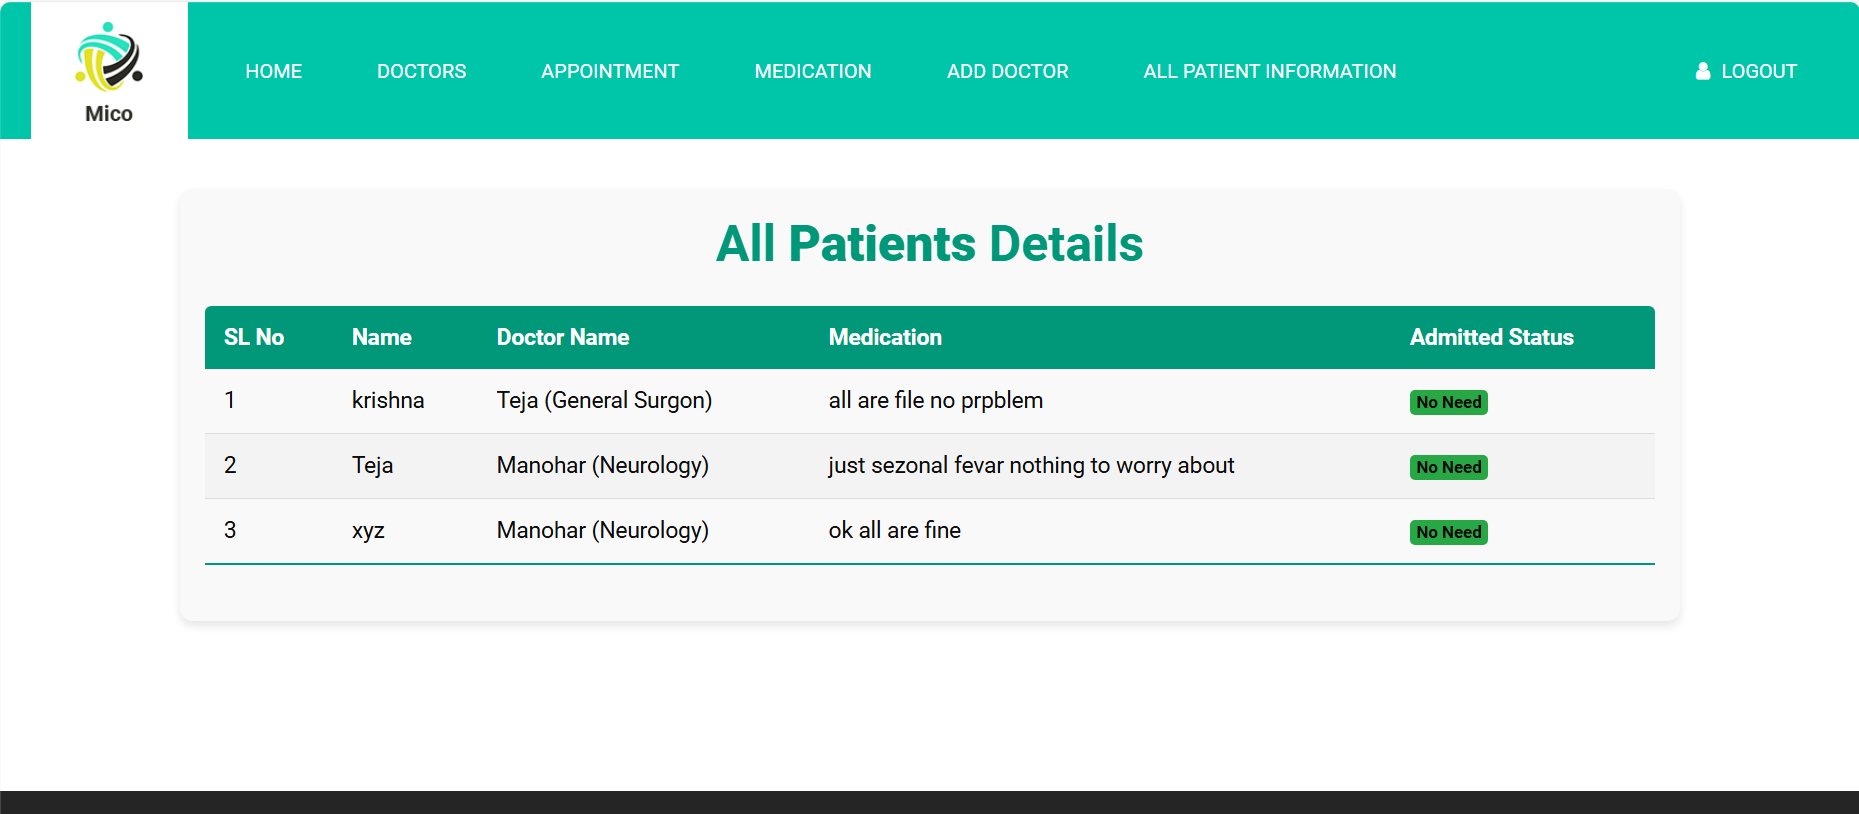 Mico
HOME DOCTORS APPOINTMENT MEDICATION ADD DOCTOR ALL PATIENT INFORMATION LOGOUT
All Patients Details
SL No Name Doctor Name Medication Admitted Status
1 krishna Teja (General Surgon) all are file no prpblem No Need
2 Teja Manohar (Neurology) just sezonal fevar nothing to worry about No Need
3 xyz Manohar (Neurology) ok all are fine No Need